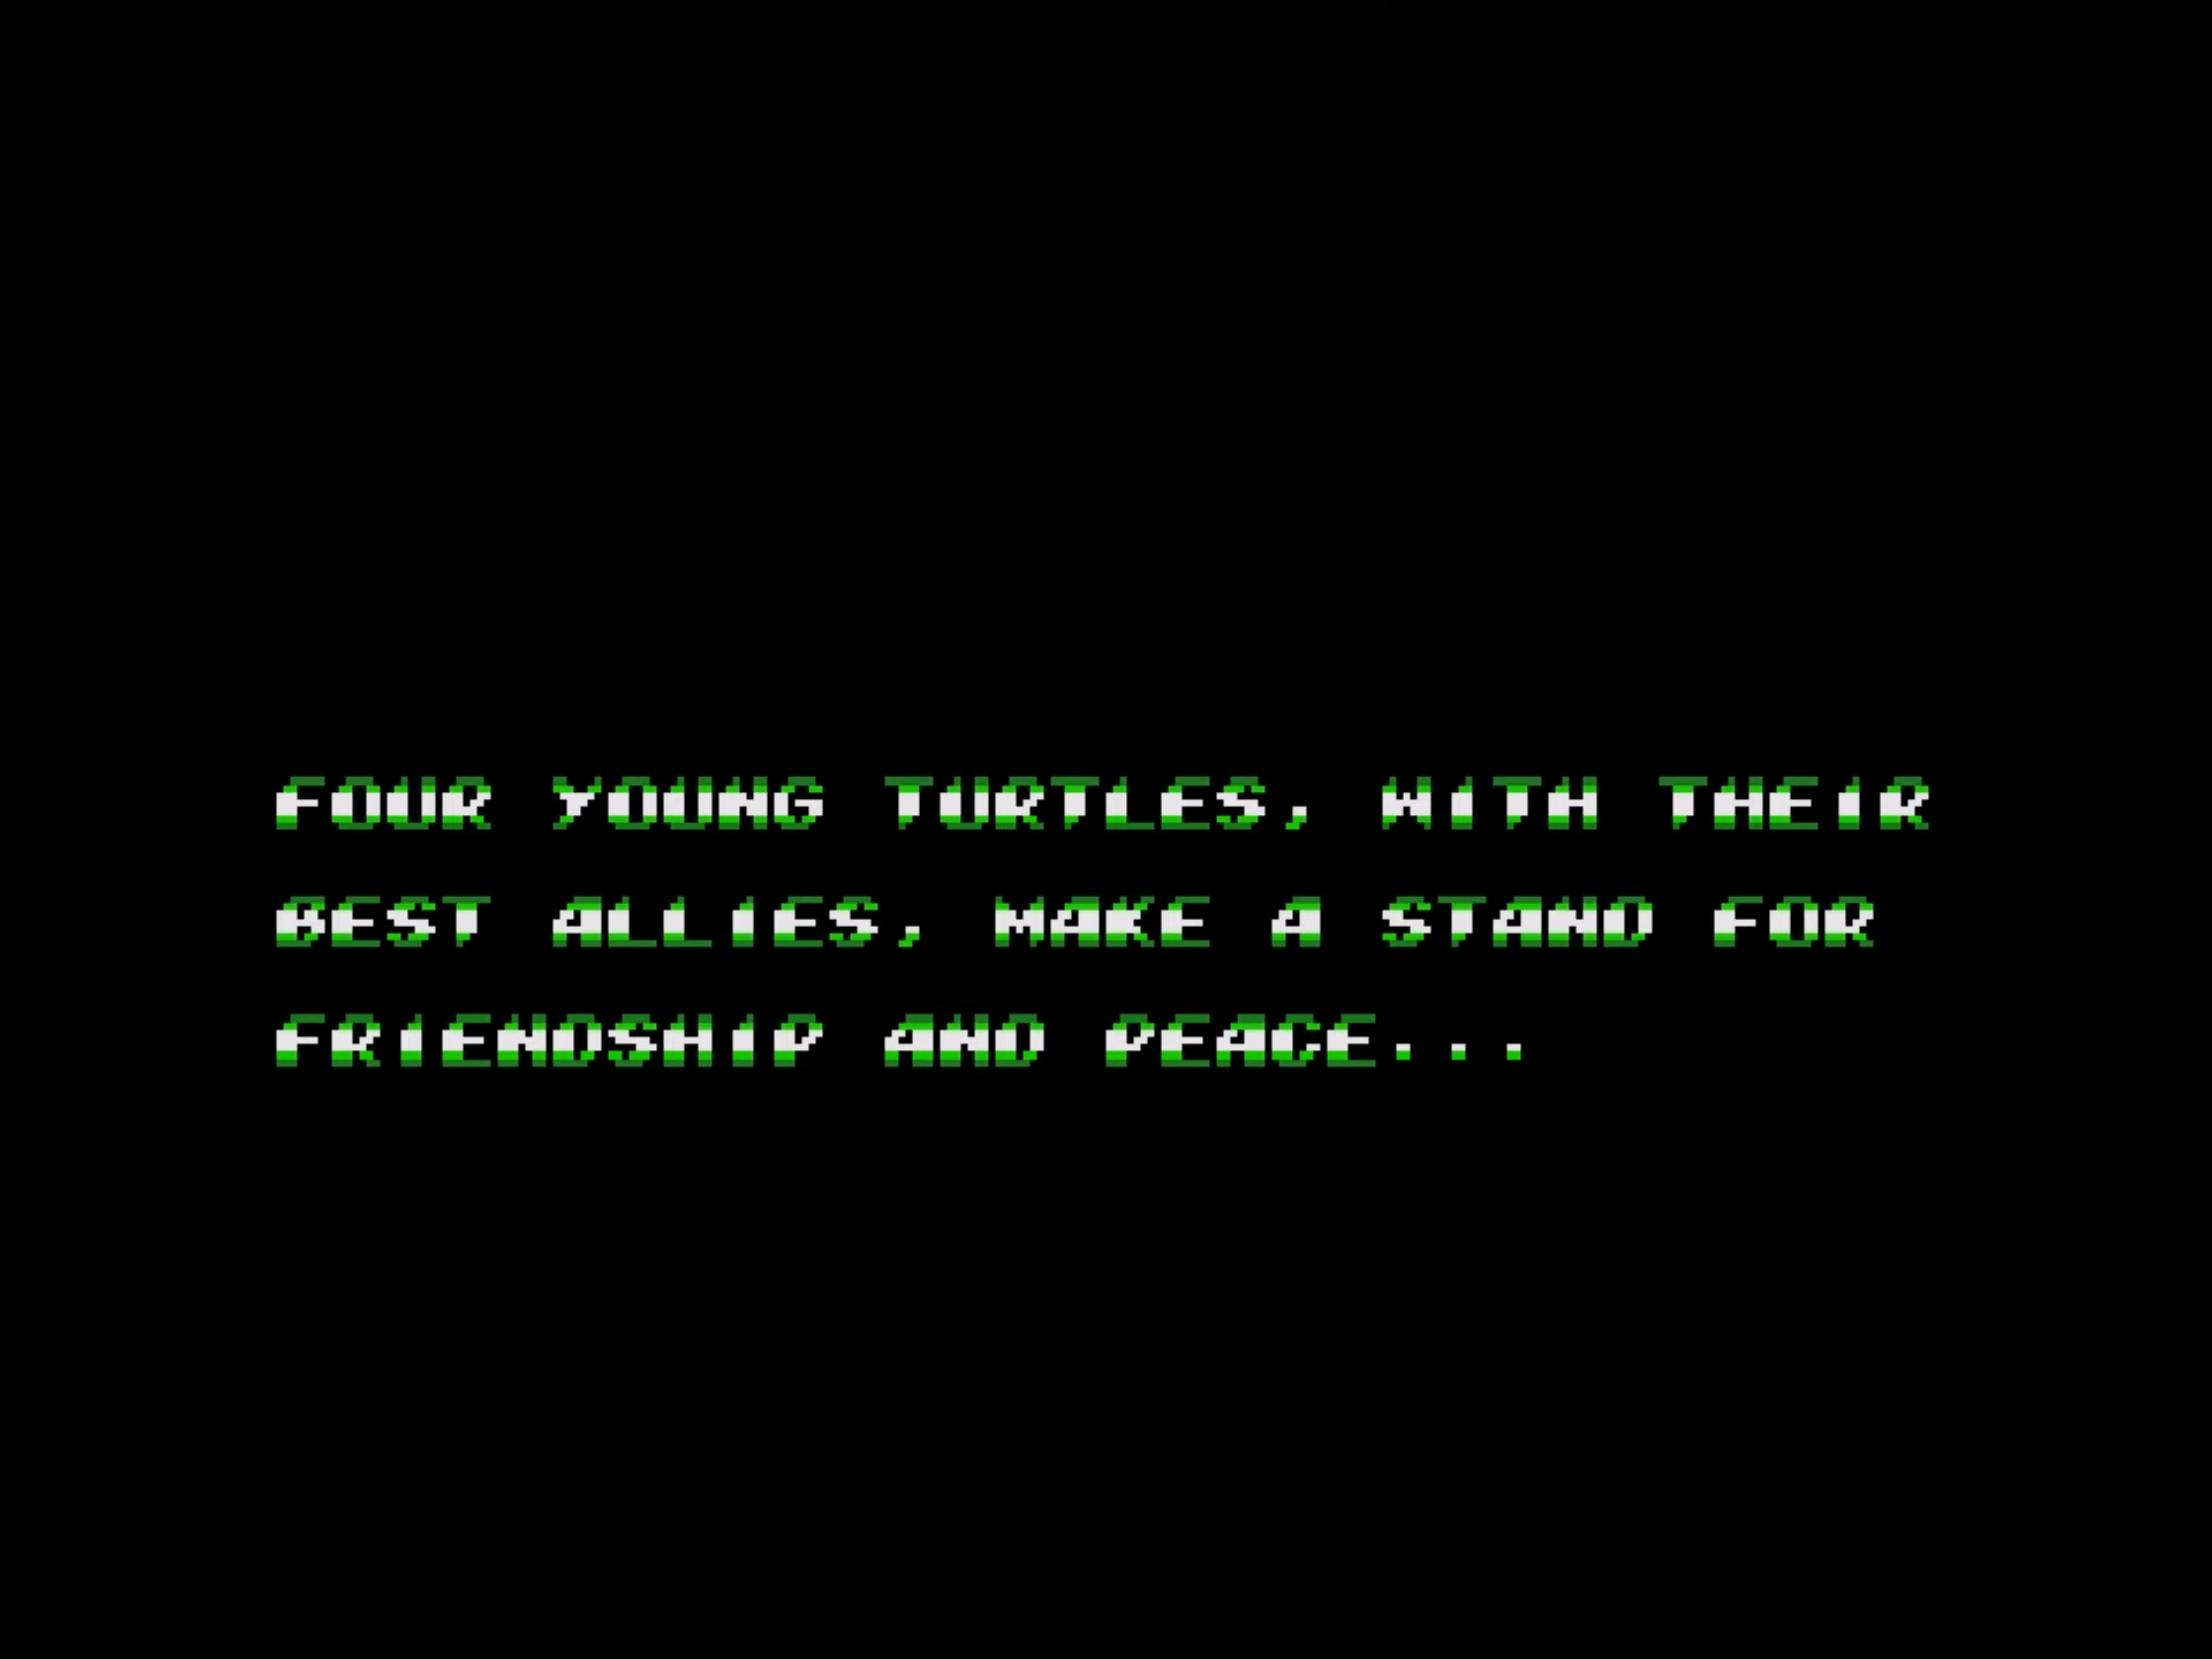 FOUR YOUNG TURTLES, WITH THEIR
BEST ALLIES, MAKE A STAND FOR
FRIENDSHIP AND PEACE...